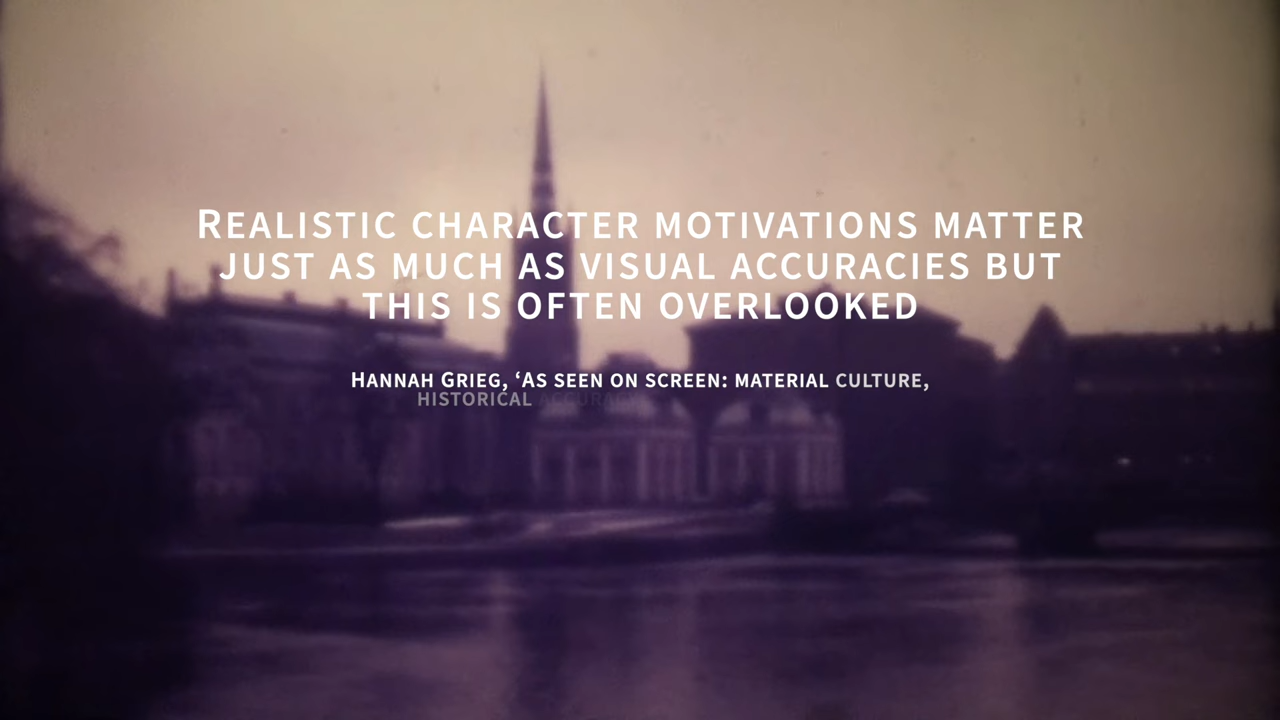 Realistic character motivations matter
just as much as visual accuracies but
this is often overlooked
Hannah Grieg, ‘As seen on screen: material culture,
historical accuracy